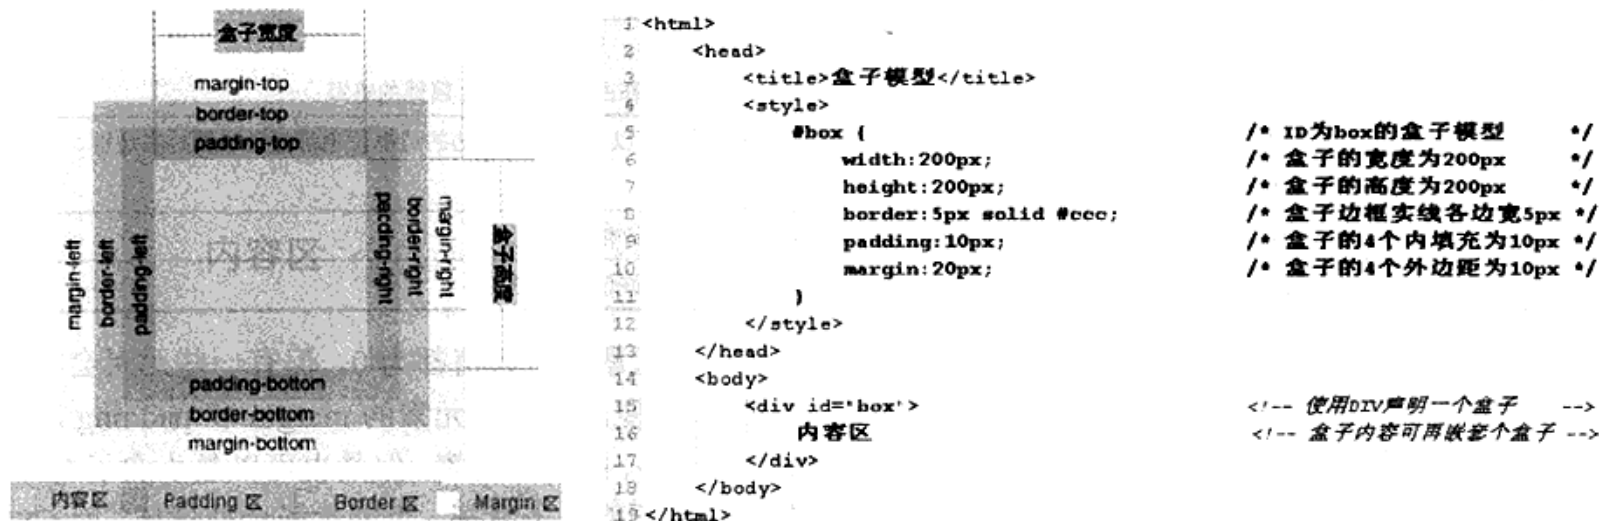 盒子宽度
margin-top
border-top
padding-top
margin-left
border-left
padding-left
内容区
padding-right
border-right
margin-right
盒子高度
padding-bottom
border-bottom
margin-bottom
内容区 Padding 区 Border 区 Margin 区
1 <html>
2 <head>
3 <title>盒子模型</title>
4 <style>
5 #box { /* ID为box的盒子模型 */
6 width:200px; /* 盒子的宽度为200px */
7 height:200px; /* 盒子的高度为200px */
8 border:5px solid #ccc; /* 盒子边框实线各边宽5px */
9 padding:10px; /* 盒子的4个内填充为10px */
10 margin:20px; /* 盒子的4个外边距为10px */
11 }
12 </style>
13 </head>
14 <body>
15 <div id="box"> <!-- 使用DIV声明一个盒子 -->
16 内容区 <!-- 盒子内容可再嵌套个盒子 -->
17 </div>
18 </body>
19 </html>